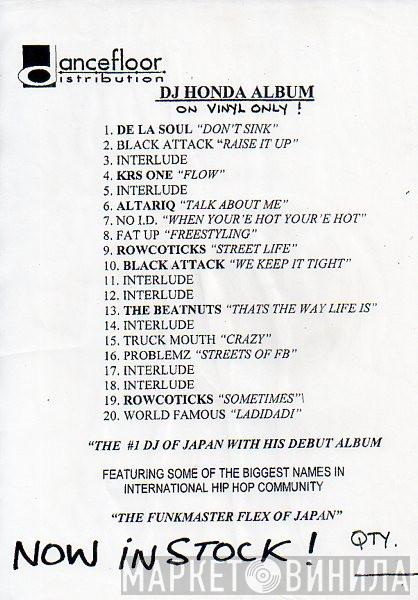 dancefloor
distribution
DJ HONDA ALBUM
ON VINYL ONLY !
1. DE LA SOUL "DON'T SINK"
2. BLACK ATTACK "RAISE IT UP"
3. INTERLUDE
4. KRS ONE "FLOW"
5. INTERLUDE
6. ALTARIQ "TALK ABOUT ME"
7. NO I.D. "WHEN YOUR'E HOT YOUR'E HOT"
8. FAT UP "FREESTYLING"
9. ROWCOTICKS "STREET LIFE"
10. BLACK ATTACK "WE KEEP IT TIGHT"
11. INTERLUDE
12. INTERLUDE
13. THE BEATNUTS "THATS THE WAY LIFE IS"
14. INTERLUDE
15. TRUCK MOUTH "CRAZY"
16. PROBLEMZ "STREETS OF FB"
17. INTERLUDE
18. INTERLUDE
19. ROWCOTICKS "SOMETIMES"\
20. WORLD FAMOUS "LADIDADI"
"THE #1 DJ OF JAPAN WITH HIS DEBUT ALBUM
FEATURING SOME OF THE BIGGEST NAMES IN
INTERNATIONAL HIP HOP COMMUNITY
"THE FUNKMASTER FLEX OF JAPAN"
NOW IN STOCK ! QTY.
МАРКЕТ ВИНИЛА